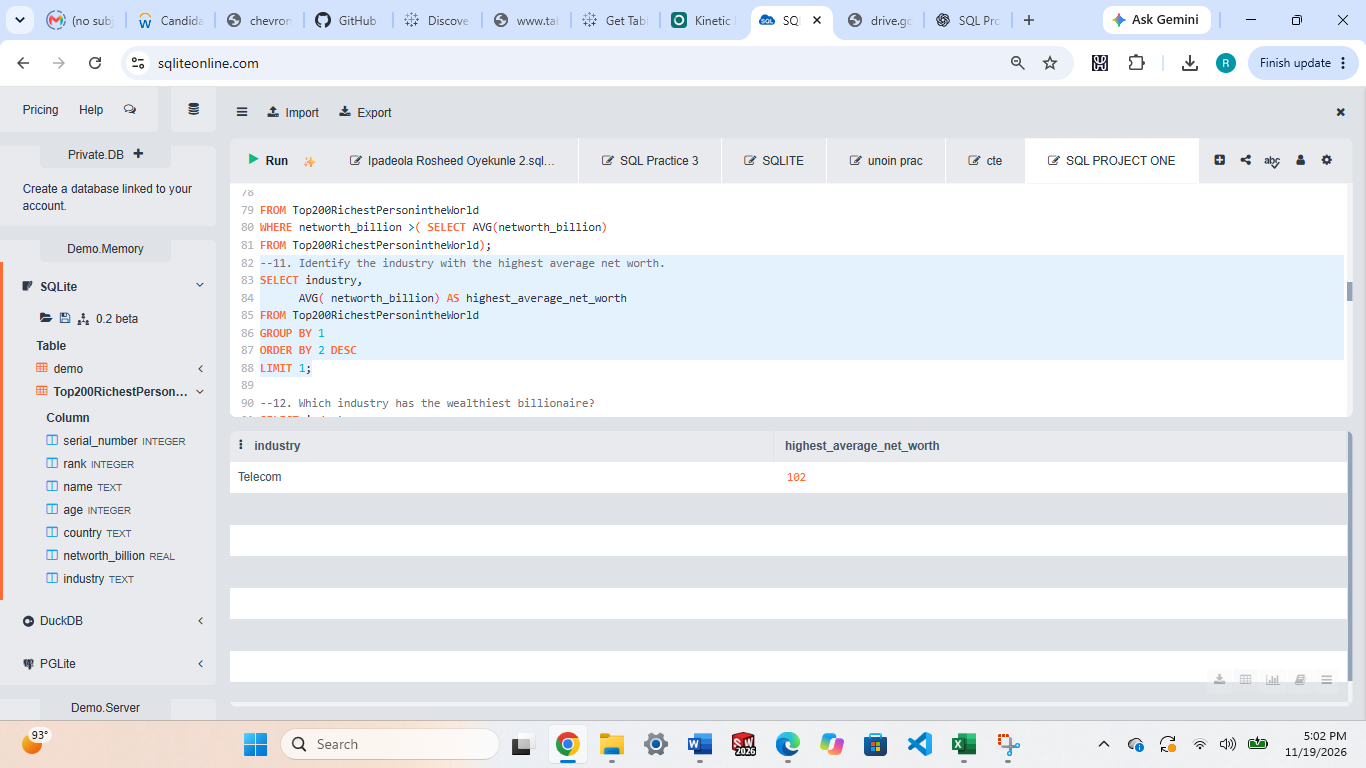 (no subj
Candida
chevron
GitHub
Discove
www.tab
Get Tabl
Kinetic
SQL
drive.go
SQL Pro
Ask Gemini
sqliteonline.com
R
Finish update
Pricing
Help
Import
Export
Private.DB
Create a database linked to your
account.
Run
Ipadeola Rosheed Oyekunle 2.sql...
SQL Practice 3
SQLITE
unoin prac
cte
SQL PROJECT ONE
abc
Demo.Memory
SQLite
0.2 beta
Table
demo
Top200RichestPerson...
Column
serial_number INTEGER
rank INTEGER
name TEXT
age INTEGER
country TEXT
networth_billion REAL
industry TEXT
DuckDB
PGLite
Demo.Server
78
79 FROM Top200RichestPersonintheWorld
80 WHERE networth_billion >( SELECT AVG(networth_billion)
81 FROM Top200RichestPersonintheWorld);
82 --11. Identify the industry with the highest average net worth.
83 SELECT industry,
84 AVG( networth_billion) AS highest_average_net_worth
85 FROM Top200RichestPersonintheWorld
86 GROUP BY 1
87 ORDER BY 2 DESC
88 LIMIT 1;
89
90 --12. Which industry has the wealthiest billionaire?
industry
highest_average_net_worth
Telecom
102
93°
Search
2026
5:02 PM
11/19/2026